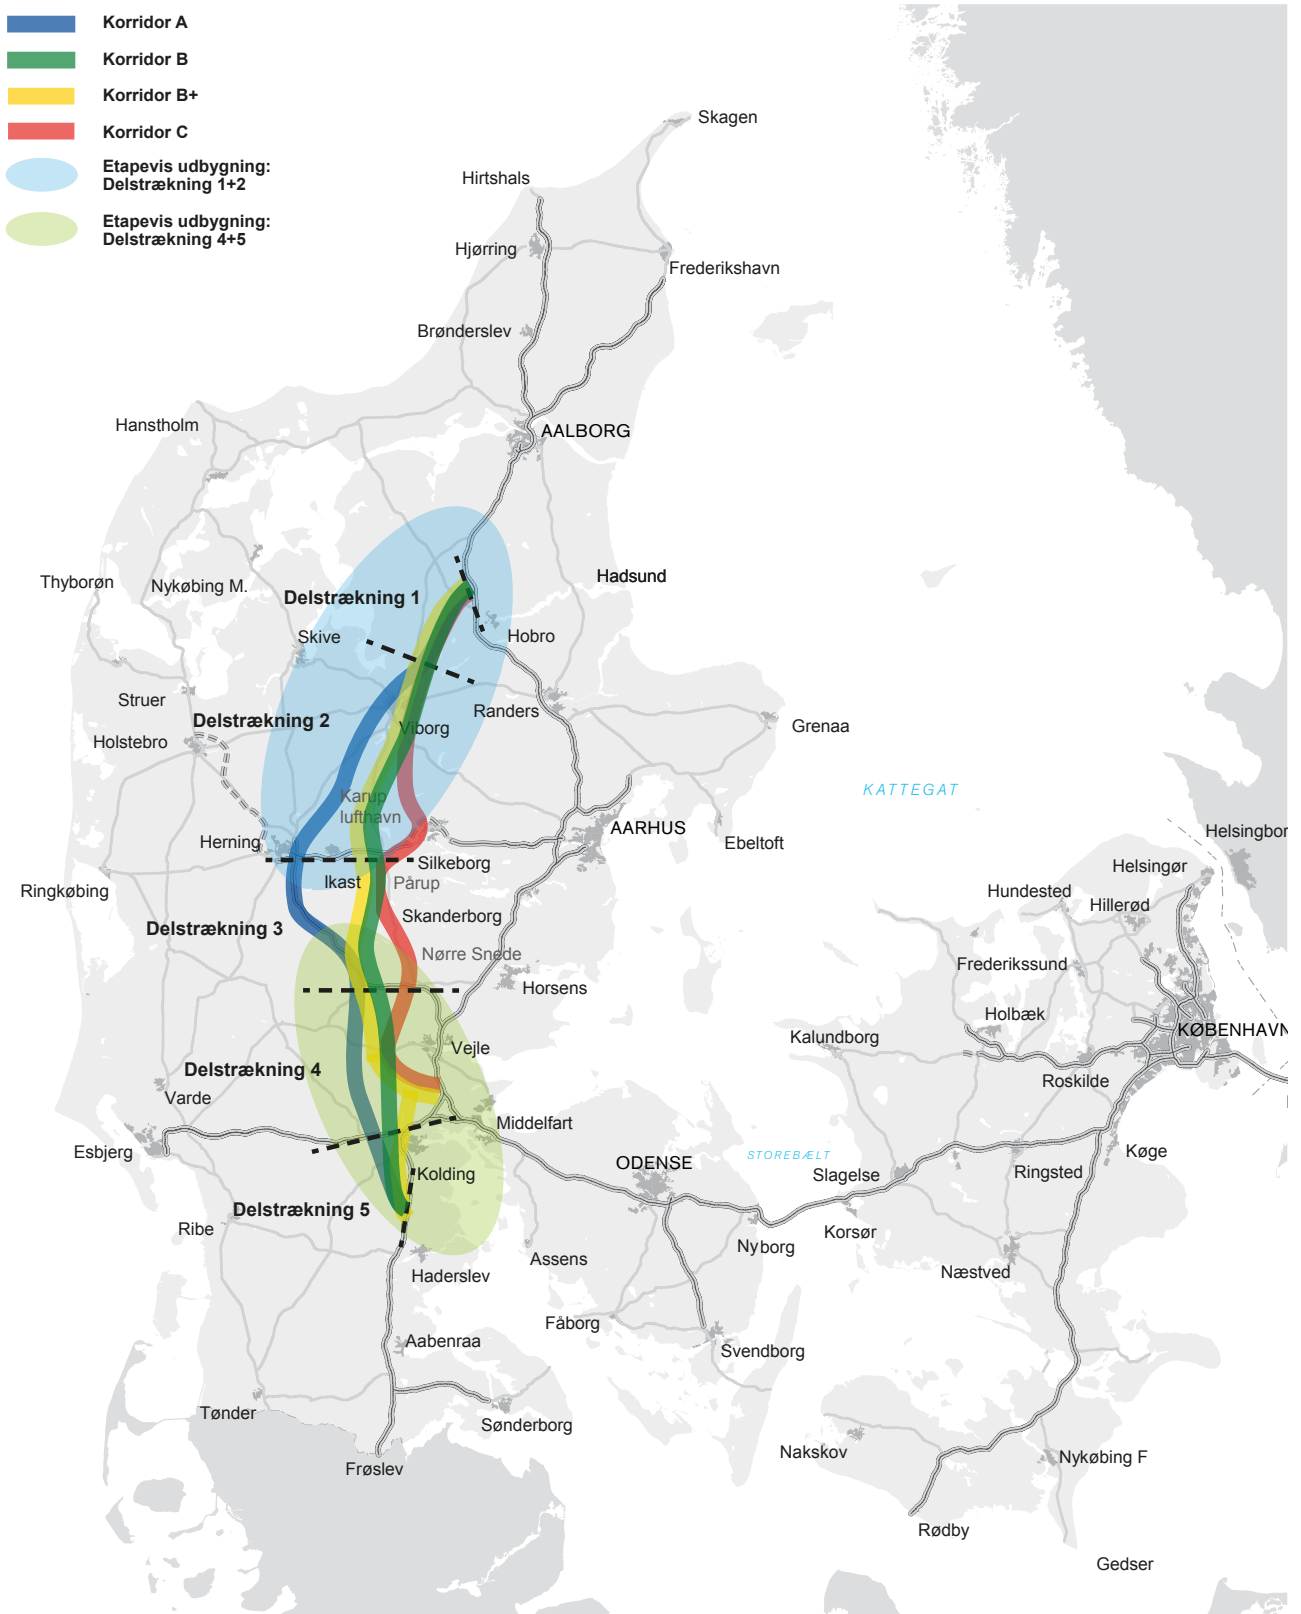 Korridor A
Korridor B
Korridor B+
Korridor C
Etapevis udbygning:
Delstrækning 1+2
Etapevis udbygning:
Delstrækning 4+5
Skagen
Hirtshals
Hjørring
Frederikshavn
Brønderslev
Hanstholm
AALBORG
Thyborøn
Nykøbing M.
Hadsund
Delstrækning 1
Skive
Hobro
Struer
Randers
Delstrækning 2
Viborg
Grenaa
Holstebro
KATTEGAT
Karup
lufthavn
AARHUS
Helsingbor
Herning
Ebeltoft
Silkeborg
Helsingør
Ikast
Pårup
Ringkøbing
Hundested
Hillerød
Skanderborg
Delstrækning 3
Nørre Snede
Frederikssund
Horsens
Holbæk
KØBENHAVN
Kalundborg
Vejle
Delstrækning 4
Roskilde
Varde
Middelfart
Esbjerg
Køge
STOREBÆLT
ODENSE
Slagelse
Ringsted
Kolding
Delstrækning 5
Ribe
Korsør
Nyborg
Assens
Næstved
Haderslev
Fåborg
Aabenraa
Svendborg
Tønder
Sønderborg
Nakskov
Nykøbing F
Frøslev
Rødby
Gedser